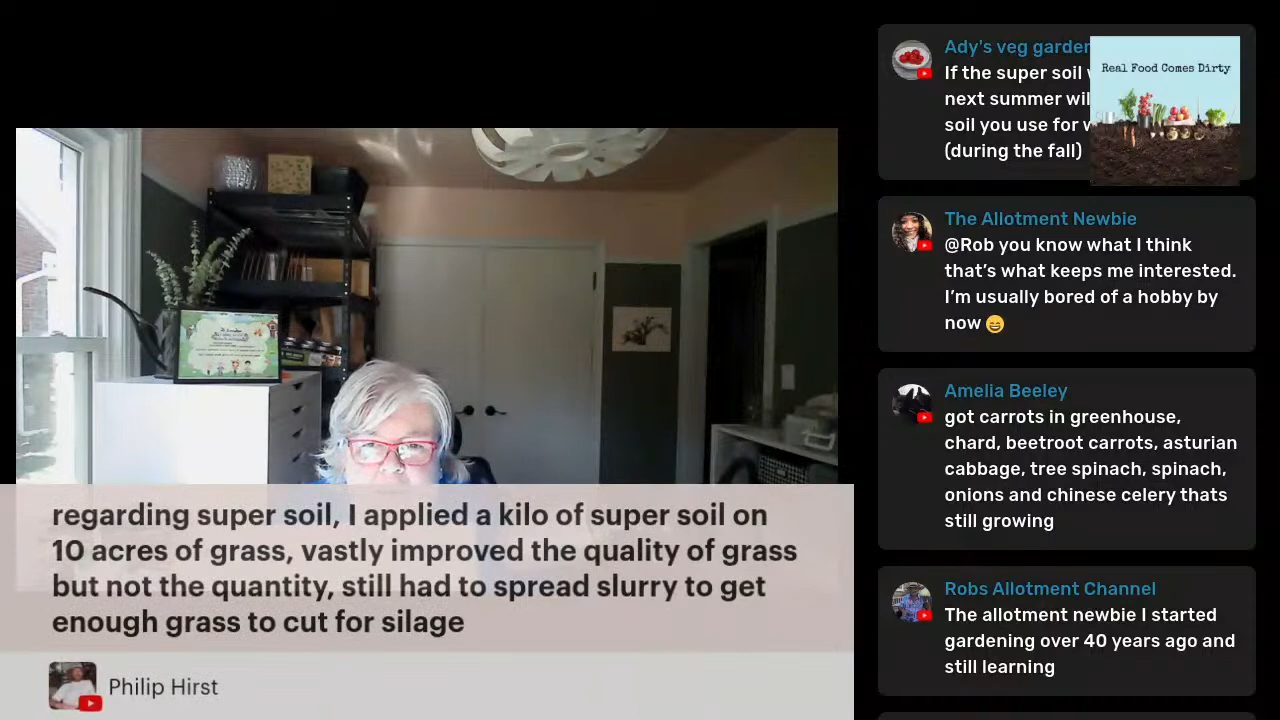 regarding super soil, I applied a kilo of super soil on
10 acres of grass, vastly improved the quality of grass
but not the quantity, still had to spread slurry to get
enough grass to cut for silage
Philip Hirst
Ady's veg garden
If the super soil
next summer
soil you use for
(during the fall)
Real Food Comes Dirty
The Allotment Newbie
@Rob you know what I think
that's what keeps me interested.
I'm usually bored of a hobby by
now 😄
Amelia Beeley
got carrots in greenhouse,
chard, beetroot carrots, asturian
cabbage, tree spinach, spinach,
onions and chinese celery thats
still growing
Robs Allotment Channel
The allotment newbie I started
gardening over 40 years ago and
still learning